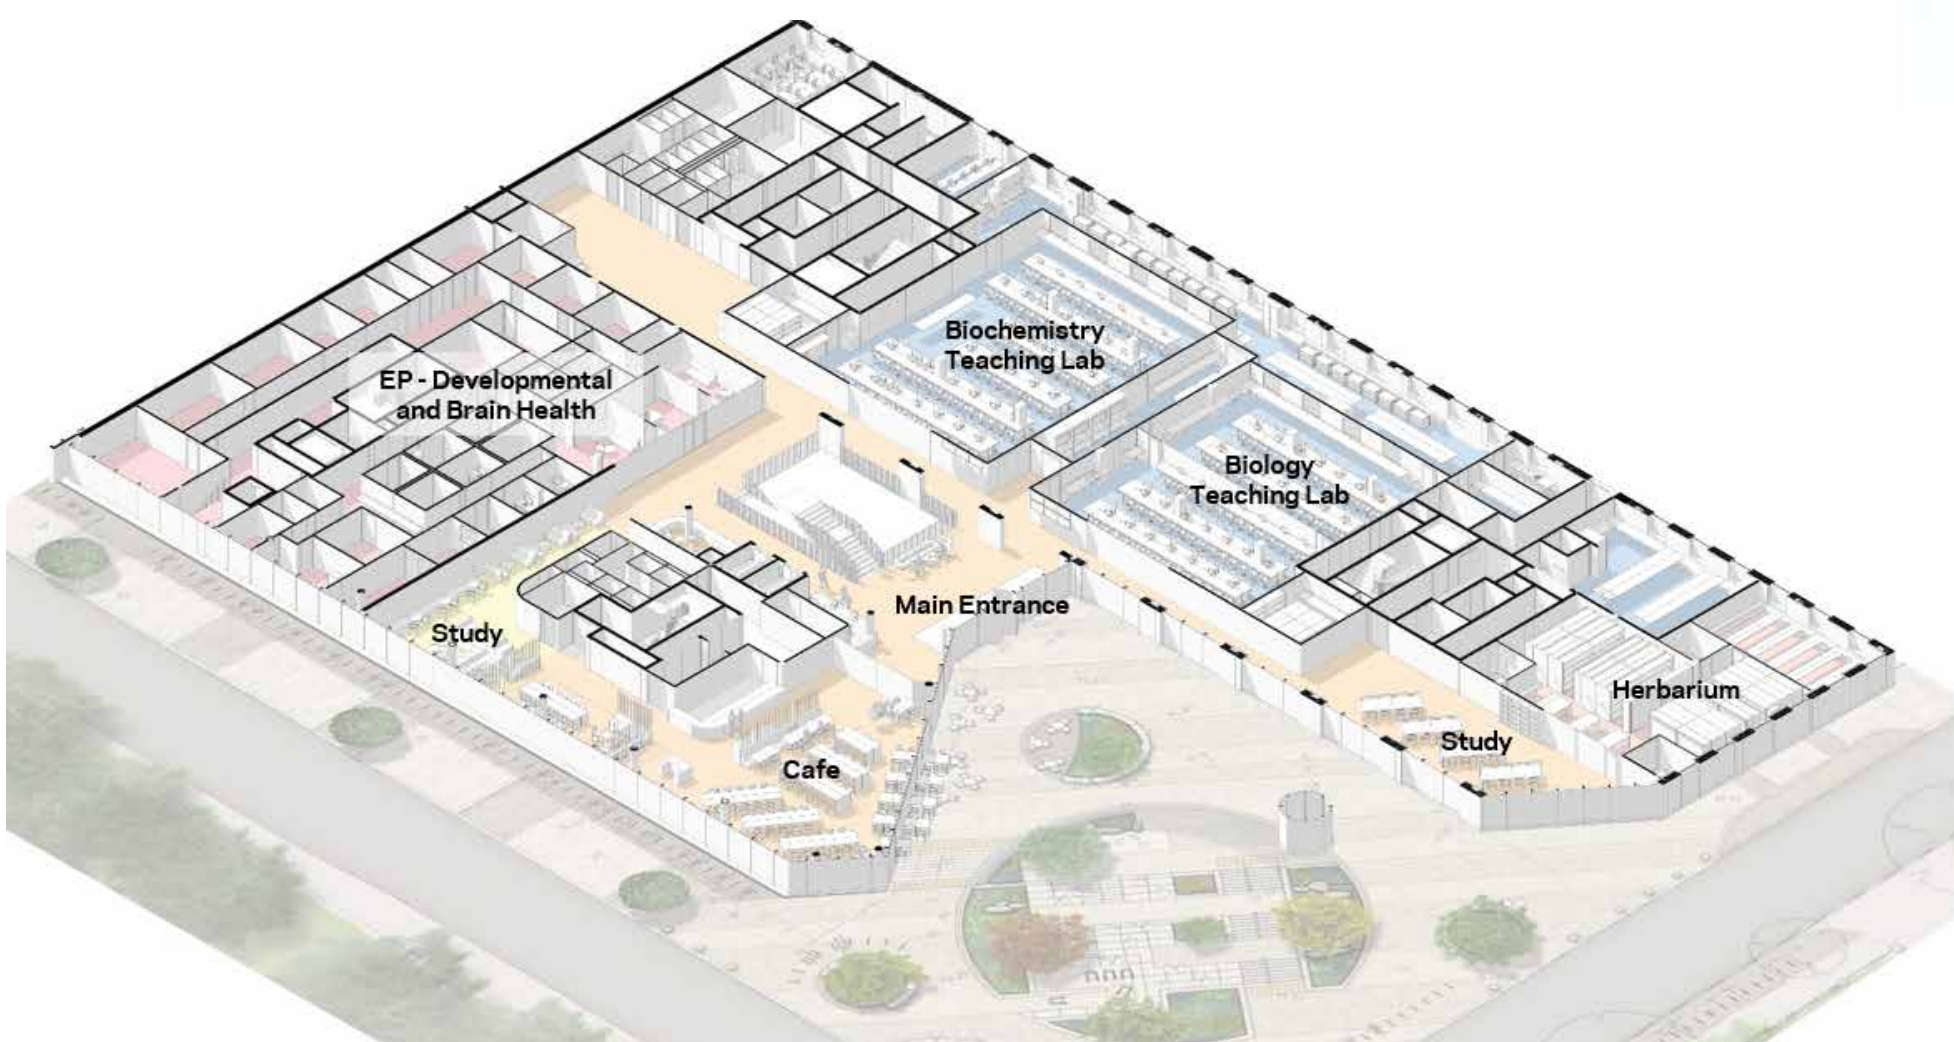 Biochemistry
Teaching Lab
EP - Developmental
and Brain Health
Biology
Teaching Lab
Main Entrance
Study
Herbarium
Study
Cafe